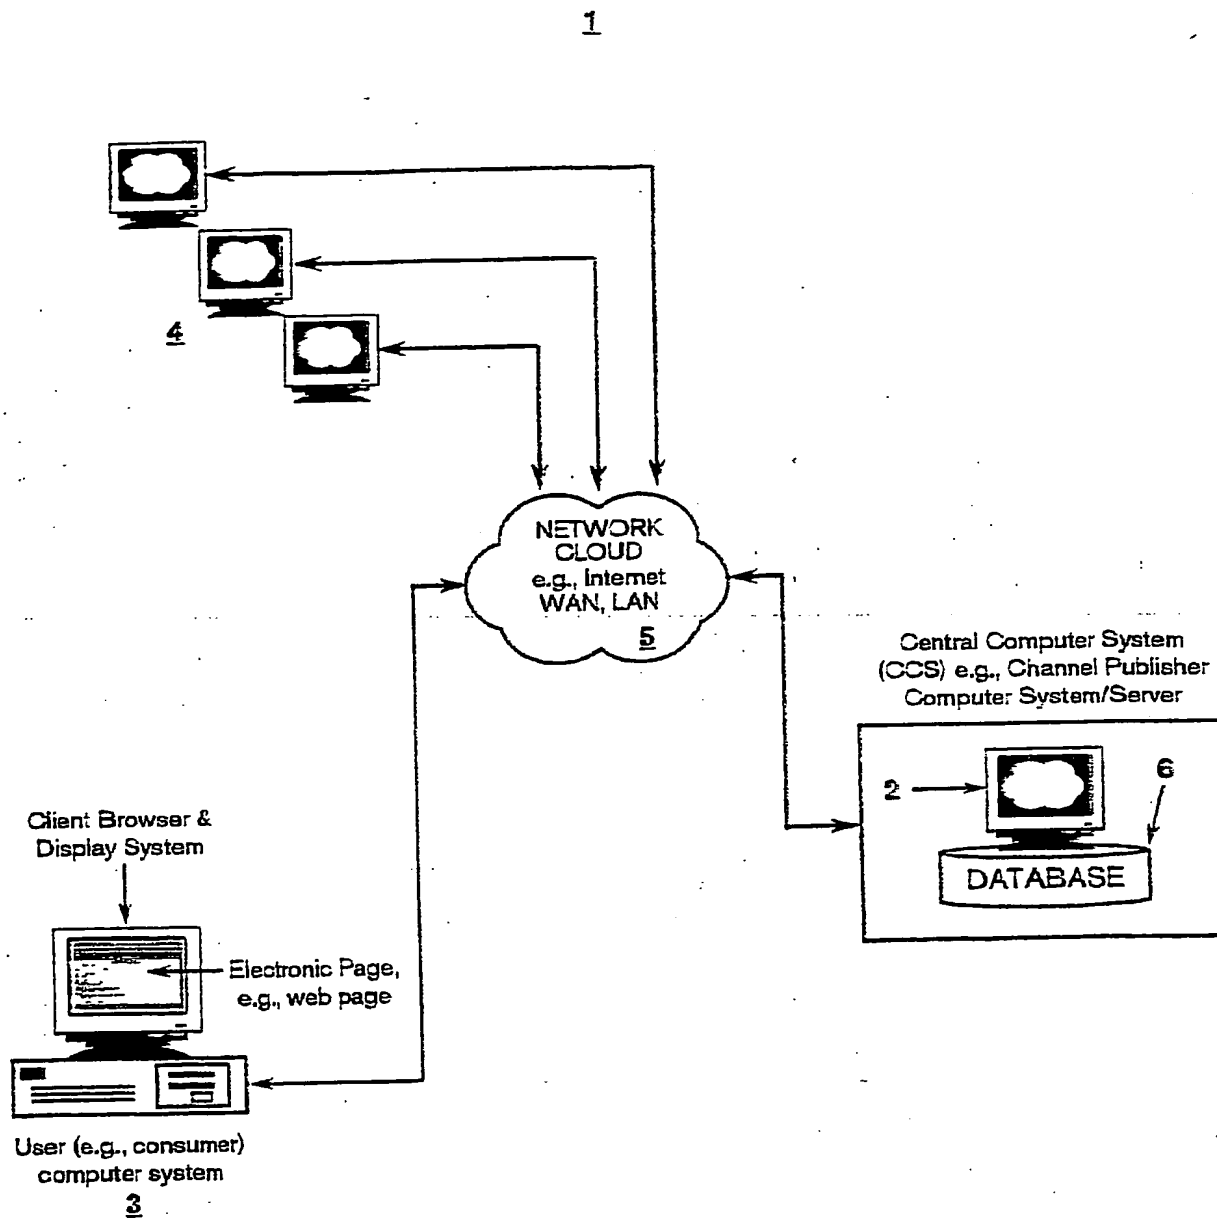 1
4
NETWORK
CLOUD
e.g., Internet
WAN, LAN
5
Central Computer System
(CCS) e.g., Channel Publisher
Computer System/Server
2
6
DATABASE
Client Browser &
Display System
Electronic Page,
e.g., web page
User (e.g., consumer)
computer system
3